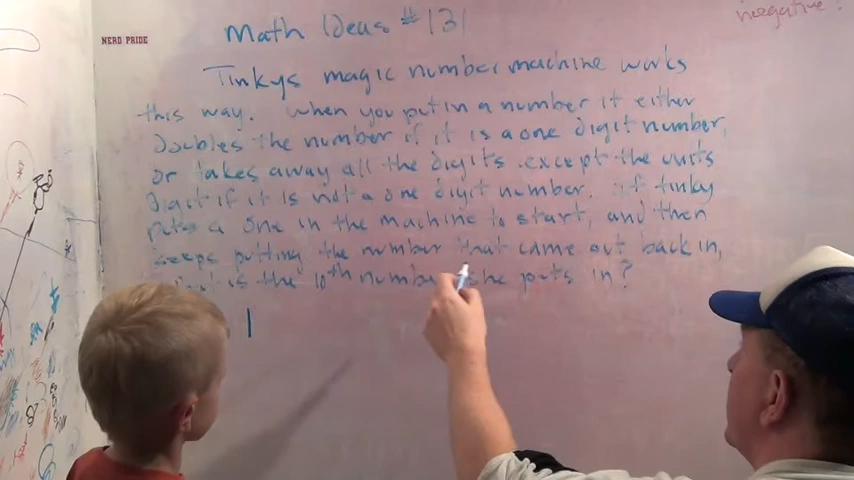 negative!
Math Ideas #131
NERD PRIDE
Tinkys magic number machine works
this way. When you put in a number it either
doubles the number if it is a one digit number,
or takes away all the digits except the units
digit if it is not a one digit number. if tinky
puts a one in the machine to start, and then
keeps putting the number that came out back in,
is the 10th number she puts in?
1